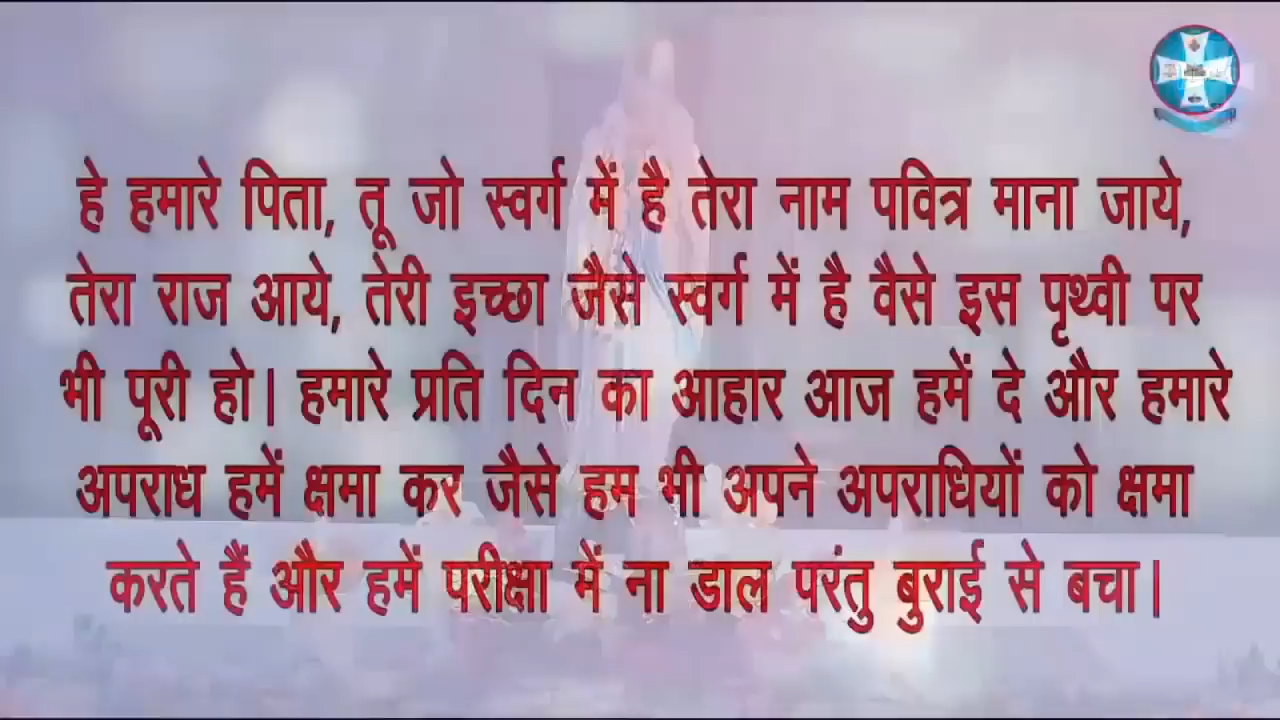 हे हमारे पिता, तू जो स्वर्ग में है तेरा नाम पवित्र माना जाये,
तेरा राज आये, तेरी इच्छा जैसे स्वर्ग में है वैसे इस पृथ्वी पर
भी पूरी हो| हमारे प्रति दिन का आहार आज हमें दे और हमारे
अपराध हमें क्षमा कर जैसे हम भी अपने अपराधियों को क्षमा
करते हैं और हमें परीक्षा में ना डाल परंतु बुराई से बचा|